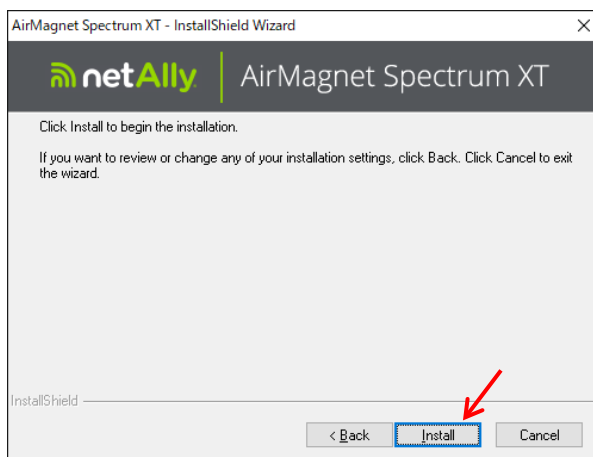 AirMagnet Spectrum XT - InstallShield Wizard
netAlly AirMagnet Spectrum XT
Click Install to begin the installation.
If you want to review or change any of your installation settings, click Back. Click Cancel to exit
the wizard.
InstallShield
< Back Install Cancel